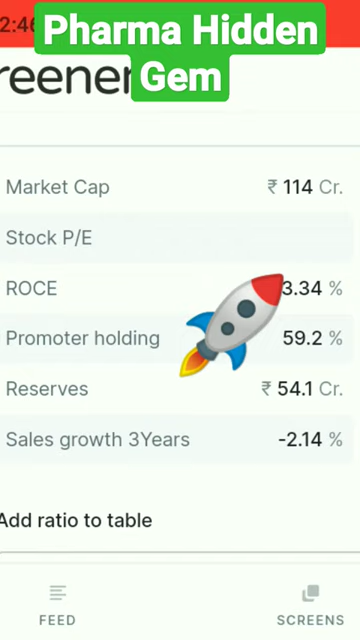 2:46
Pharma Hidden
Gem
reener
Market Cap ₹ 114 Cr.
Stock P/E
ROCE 3.34 %
Promoter holding 59.2 %
Reserves ₹ 54.1 Cr.
Sales growth 3Years -2.14 %
Add ratio to table
FEED SCREENS